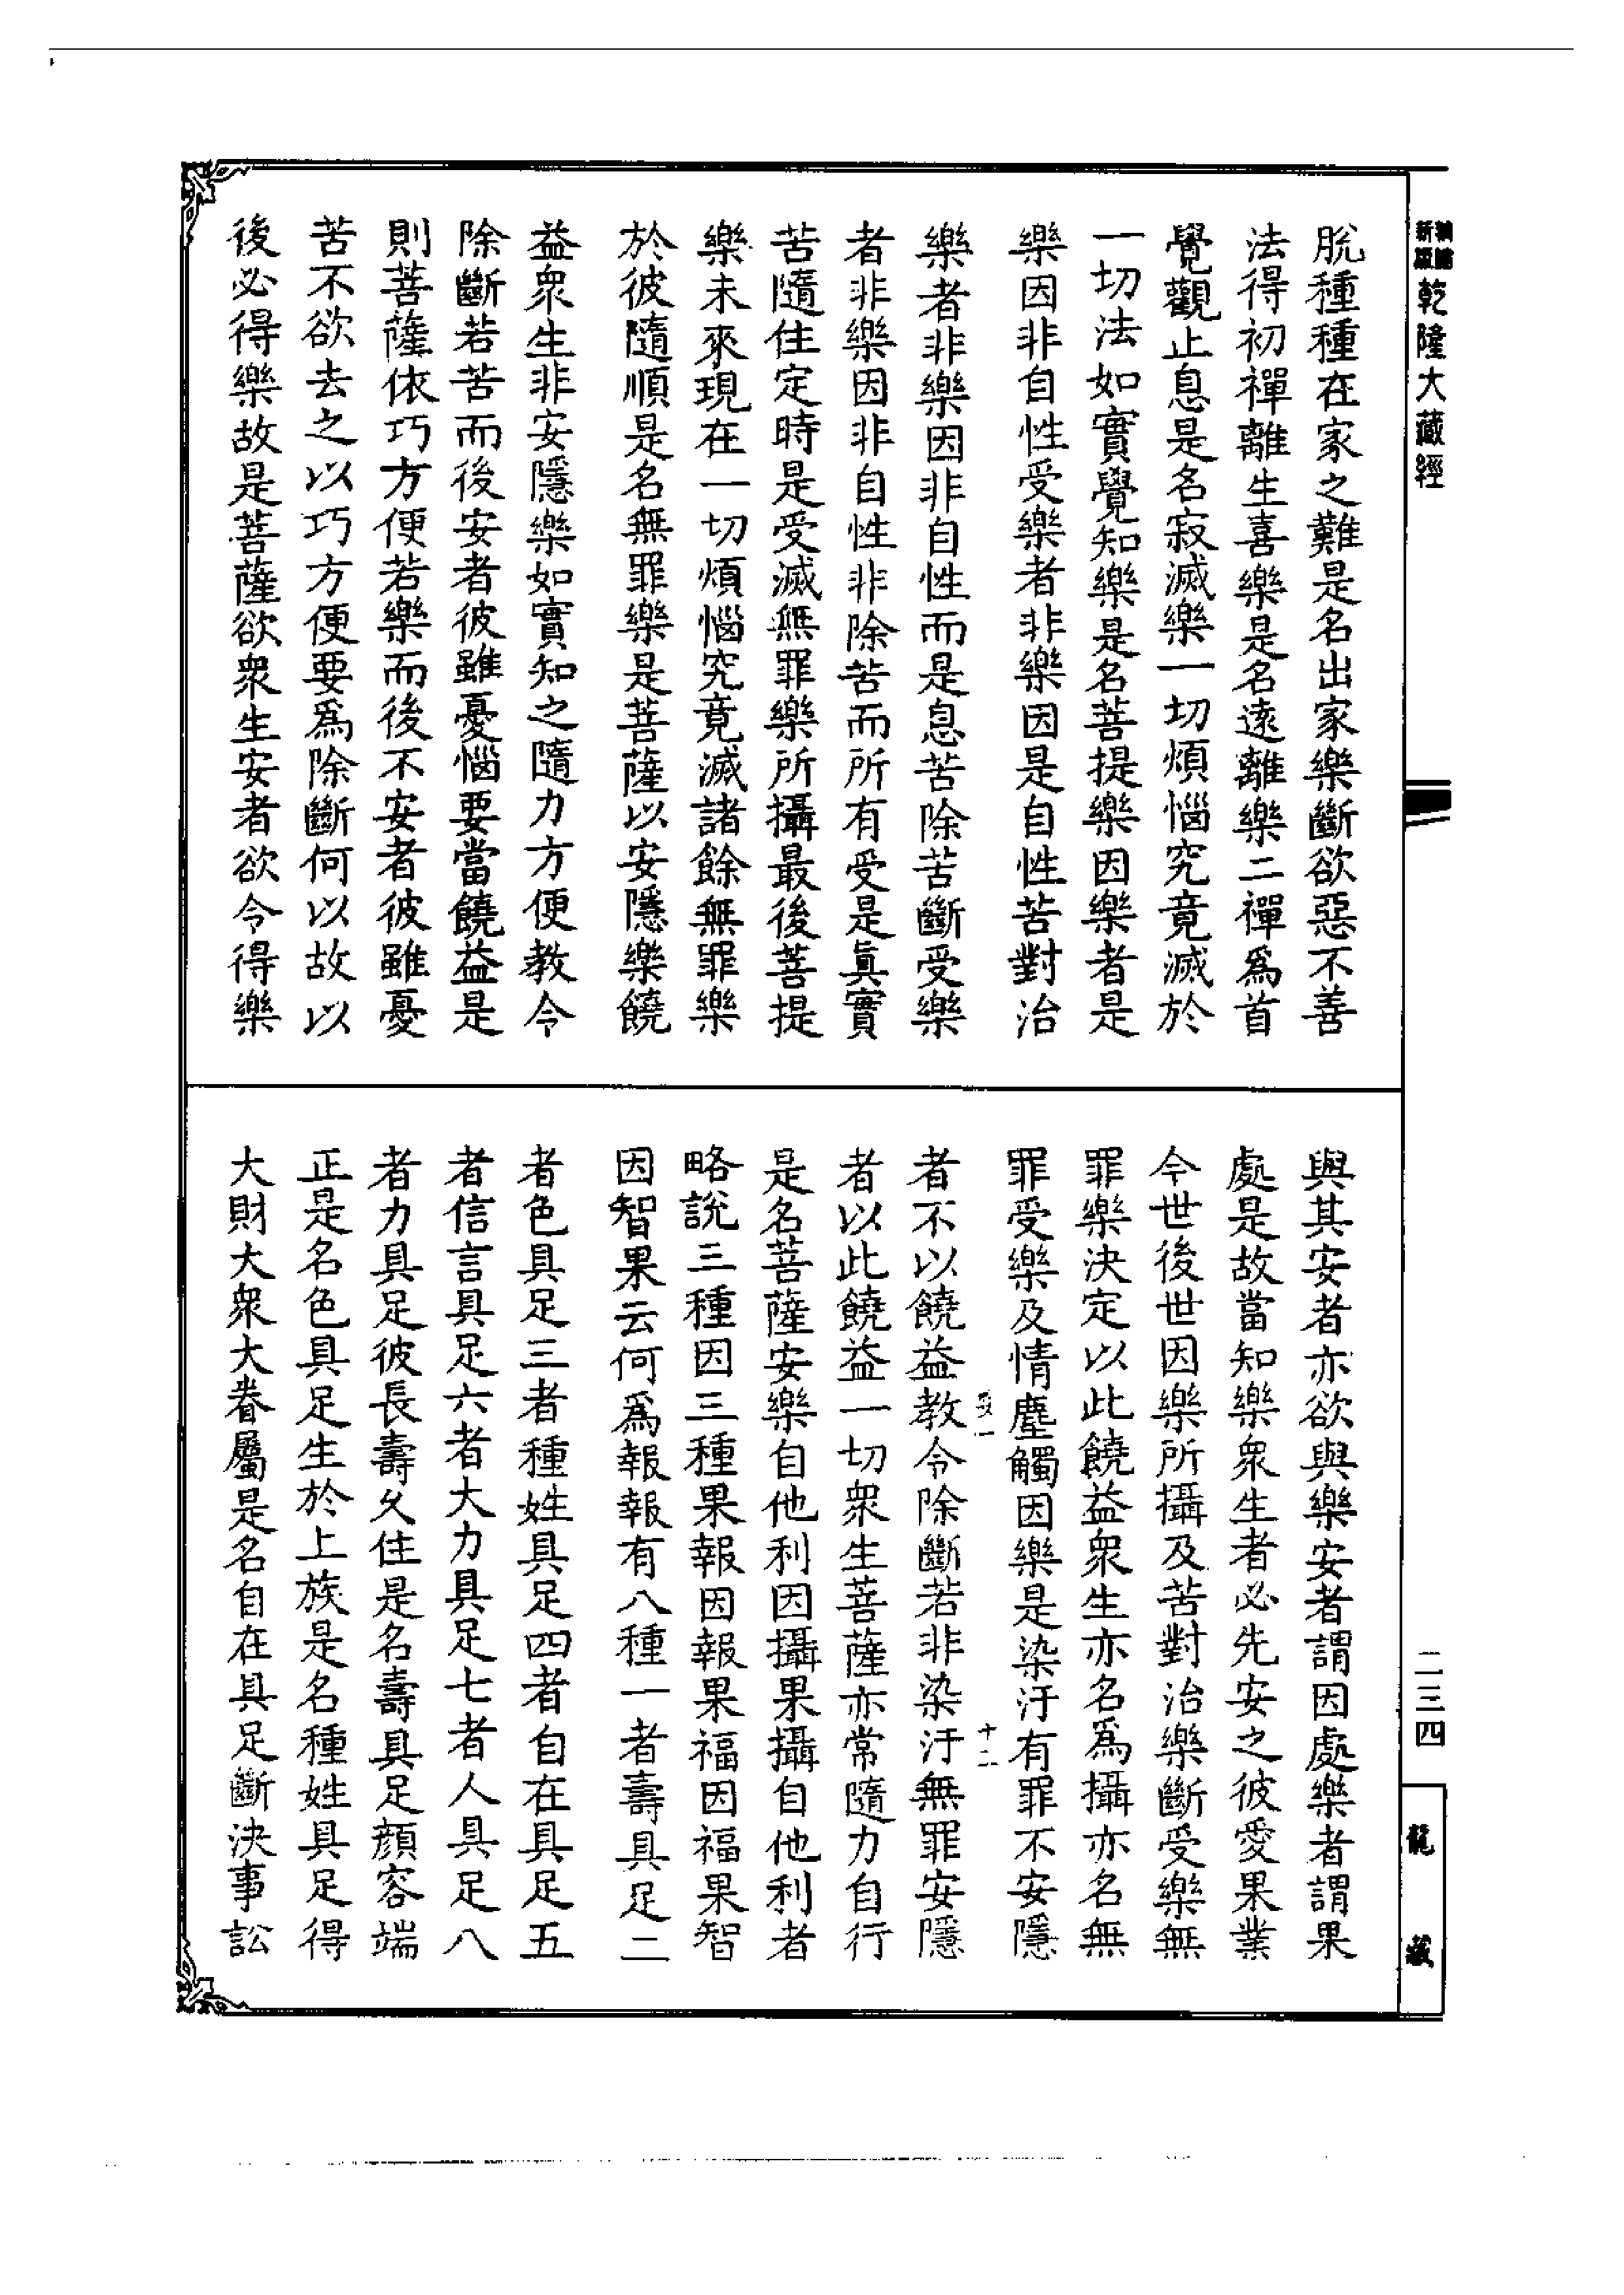 乾隆大藏經
脫種種在家之難是名出家樂斷欲惡不善
法得初禪離生喜樂是名遠離樂二禪爲首
覺觀止息是名寂滅樂一切煩惱究竟滅於
一切法如實覺知樂是名菩提樂因樂者是
樂因非自性受樂者非樂因是自性苦對治
樂者非樂因非自性而是息苦除苦斷受樂
者非樂因非自性非除苦而所有受是眞實
苦隨住定時是受滅無罪樂所攝最後菩提
樂未來現在一切煩惱究竟滅諸餘無罪樂
於彼隨順是名無罪樂是菩薩以安隱樂饒
益衆生非安隱樂如實知之隨力方便教令
除斷若苦而後安者彼雖憂惱要當饒益是
則菩薩依巧方便若樂而後不安者彼雖憂
苦不欲去之以巧方便要爲除斷何以故以
後必得樂故是菩薩欲衆生安者欲令得樂
與其安者亦欲與樂安者謂因處樂者謂果
處是故當知樂衆生者必先安之彼愛果業
今世後世因樂所攝及苦對治樂斷受樂無
罪樂決定以此饒益衆生亦名爲攝亦名無
罪受樂及情塵觸因樂是染汙有罪不安隱
者不以饒益教令除斷若非染汙無罪安隱
者以此饒益一切衆生菩薩亦常隨力自行
是名菩薩安樂自他利因攝果攝自他利者
略說三種因三種果報因報果福因福果智
因智果云何爲報報有八種一者壽具足二
者色具足三者種姓具足四者自在具足五
者信言具足六者大力具足七者人具足八
者力具足彼長壽久住是名壽具足顔容端
正是名色具足生於上族是名種姓具足得
大財大衆大眷屬是名自在具足斷決事訟
十二
二三四
龍藏